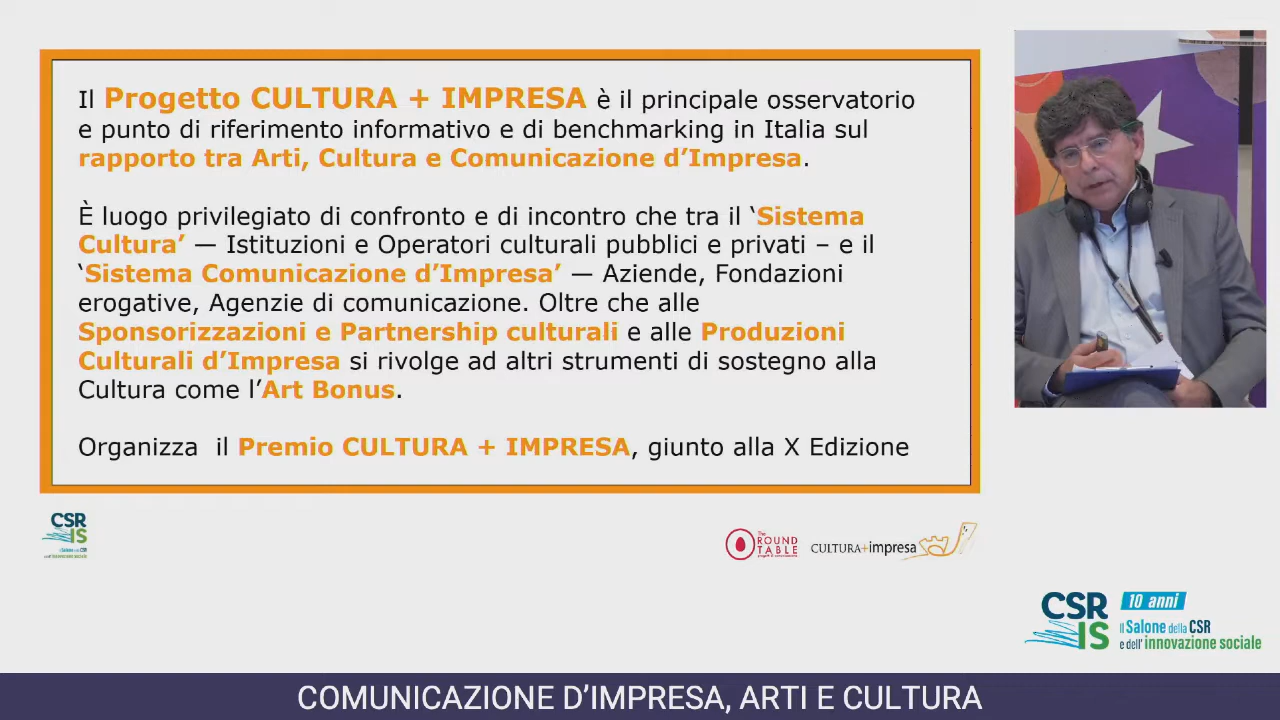 Il Progetto CULTURA + IMPRESA è il principale osservatorio
e punto di riferimento informativo e di benchmarking in Italia sul
rapporto tra Arti, Cultura e Comunicazione d’Impresa.
È luogo privilegiato di confronto e di incontro che tra il ‘Sistema
Cultura’ — Istituzioni e Operatori culturali pubblici e privati – e il
‘Sistema Comunicazione d’Impresa’ — Aziende, Fondazioni
erogative, Agenzie di comunicazione. Oltre che alle
Sponsorizzazioni e Partnership culturali e alle Produzioni
Culturali d’Impresa si rivolge ad altri strumenti di sostegno alla
Cultura come l’Art Bonus.
Organizza il Premio CULTURA + IMPRESA, giunto alla X Edizione
CSR
IS
The
ROUND
TABLE
CULTURA+impresa
CSR
IS
10 anni
Il Salone della CSR
e dell' innovazione sociale
COMUNICAZIONE D’IMPRESA, ARTI E CULTURA